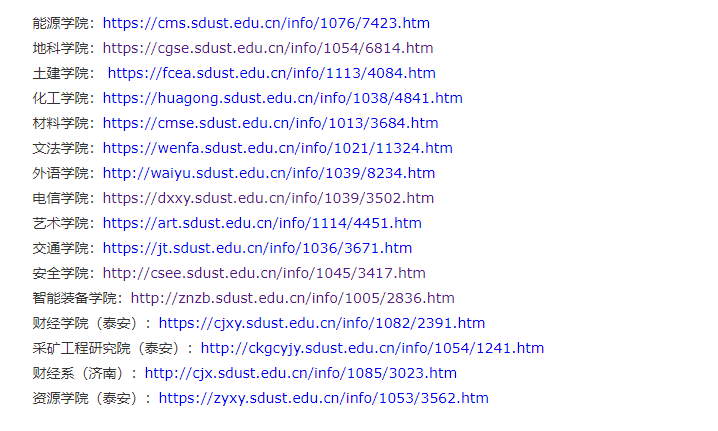 能源学院：https://cms.sdust.edu.cn/info/1076/7423.htm
地科学院：https://cgse.sdust.edu.cn/info/1054/6814.htm
土建学院： https://fcea.sdust.edu.cn/info/1113/4084.htm
化工学院：https://huagong.sdust.edu.cn/info/1038/4841.htm
材料学院：https://cmse.sdust.edu.cn/info/1013/3684.htm
文法学院：https://wenfa.sdust.edu.cn/info/1021/11324.htm
外语学院：http://waiyu.sdust.edu.cn/info/1039/8234.htm
电信学院：https://dxxy.sdust.edu.cn/info/1039/3502.htm
艺术学院：https://art.sdust.edu.cn/info/1114/4451.htm
交通学院：https://jt.sdust.edu.cn/info/1036/3671.htm
安全学院：http://csee.sdust.edu.cn/info/1045/3417.htm
智能装备学院：http://znzb.sdust.edu.cn/info/1005/2836.htm
财经学院（泰安）：https://cjxy.sdust.edu.cn/info/1082/2391.htm
采矿工程研究院（泰安）：http://ckgcyjy.sdust.edu.cn/info/1054/1241.htm
财经系（济南）：http://cjx.sdust.edu.cn/info/1085/3023.htm
资源学院（泰安）：https://zyxy.sdust.edu.cn/info/1053/3562.htm